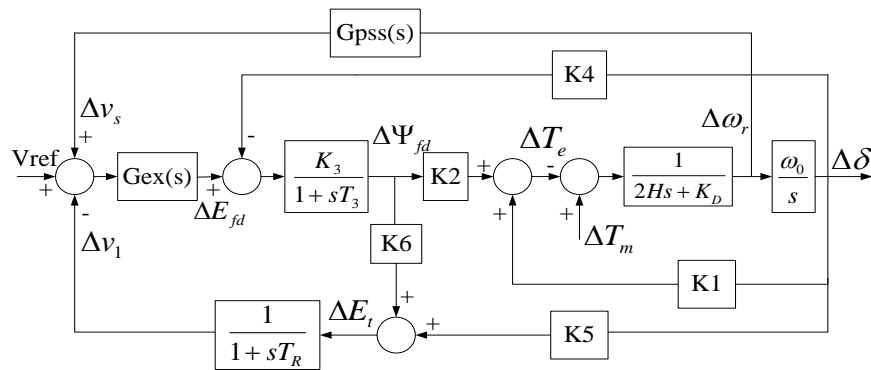 Gpss(s)
K4
Δv_s
+
-
ΔΨ_fd
ΔT_e
Δω_r
Vref
+
Gex(s)
+
ΔE_fd
K_3
1 + sT_3
K2
+
+
-
+
ΔT_m
1
2Hs + K_D
ω_0
s
Δδ
-
Δv_1
K6
K1
+
1
1 + sT_R
ΔE_t
+
K5